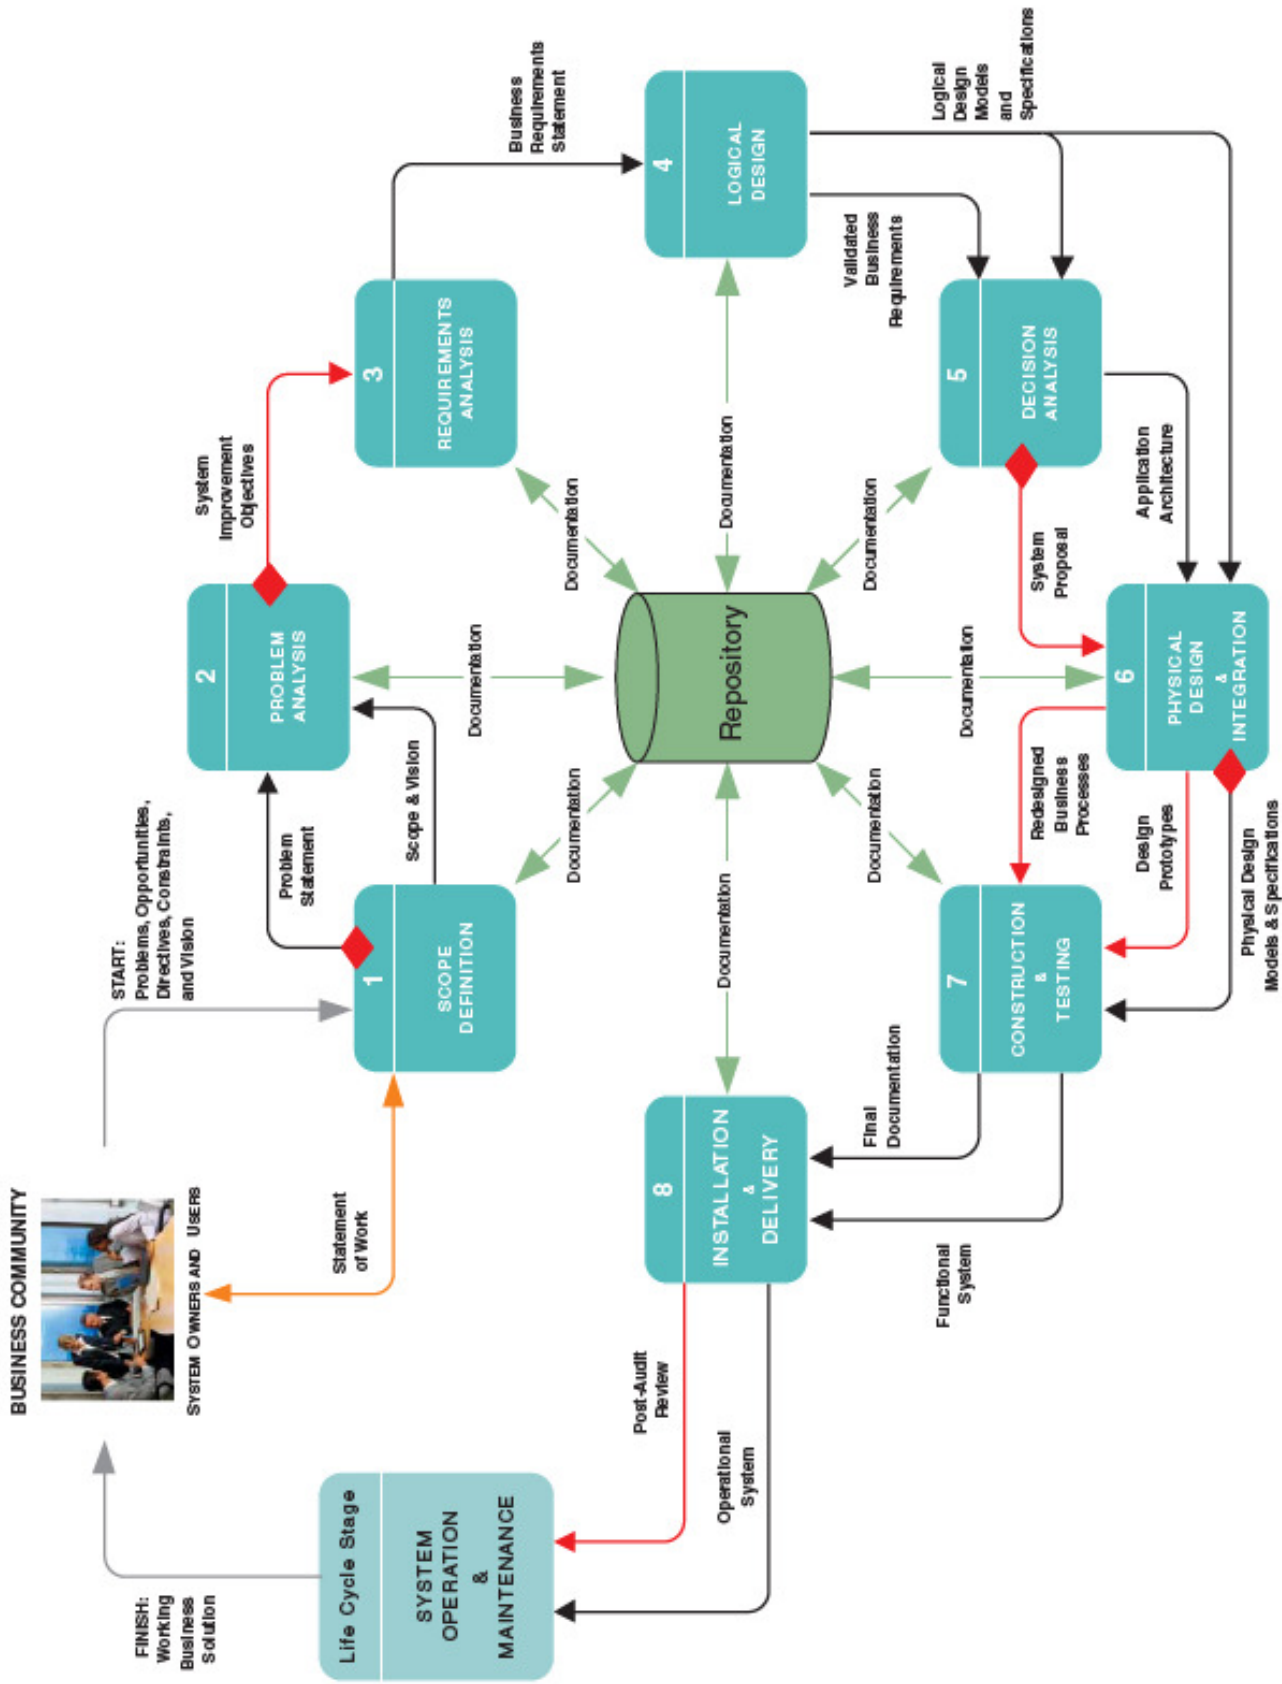 BUSINESS COMMUNITY
SYSTEM OWNERS AND USERS
START:
Problems, Opportunities,
Directives, Constraints,
and Vision
FINISH:
Working
Business
Solution
Statement
of Work
Life Cycle Stage
SYSTEM
OPERATION
&
MAINTENANCE
1
SCOPE
DEFINITION
Problem
Statement
Scope & Vision
2
PROBLEM
ANALYSIS
System
Improvement
Objectives
3
REQUIREMENTS
ANALYSIS
Business
Requirements
Statement
4
LOGICAL
DESIGN
Validated
Business
Requirements
Logical
Design
Models
and
Specifications
5
DECISION
ANALYSIS
System
Proposal
Application
Architecture
6
PHYSICAL
DESIGN
&
INTEGRATION
Redesigned
Business
Processes
Design
Prototypes
Physical Design
Models & Specifications
7
CONSTRUCTION
&
TESTING
Final
Documentation
Functional
System
8
INSTALLATION
&
DELIVERY
Post-Audit
Review
Operational
System
Repository
Documentation
Documentation
Documentation
Documentation
Documentation
Documentation
Documentation
Documentation